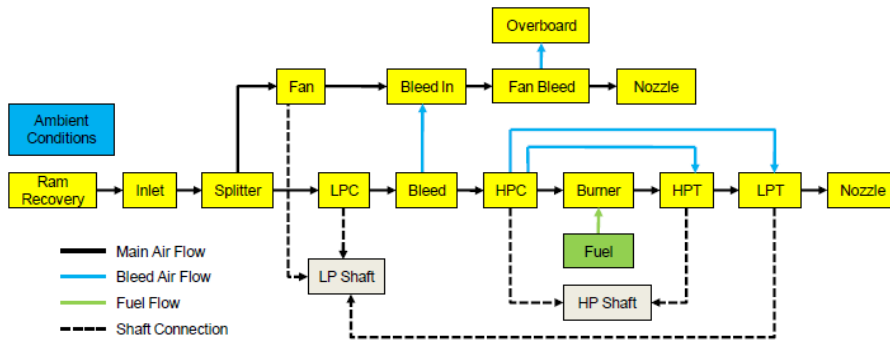 Overboard
Fan
Bleed In
Fan Bleed
Nozzle
Ambient
Conditions
Ram
Recovery
Inlet
Splitter
LPC
Bleed
HPC
Burner
HPT
LPT
Nozzle
Main Air Flow
Bleed Air Flow
Fuel Flow
Shaft Connection
LP Shaft
Fuel
HP Shaft